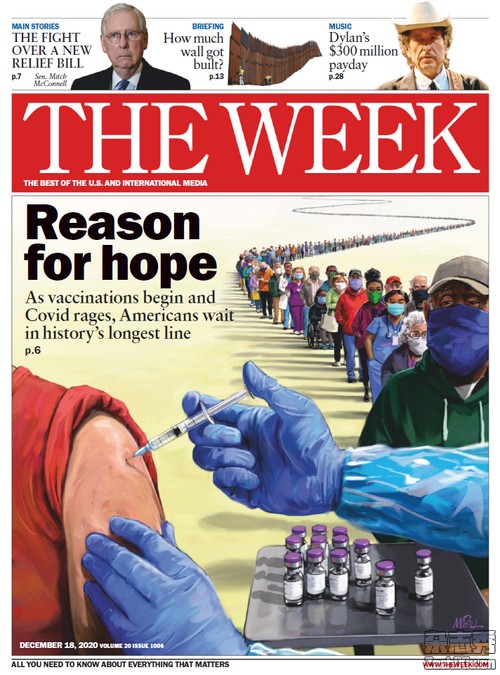 MAIN STORIES
THE FIGHT
OVER A NEW
RELIEF BILL
p.7
Sen. Mitch
McConnell
BRIEFING
How much
wall got
built?
p.13
MUSIC
Dylan's
$300 million
payday
p.28
THE WEEK
THE BEST OF THE U.S. AND INTERNATIONAL MEDIA
Reason
for hope
As vaccinations begin and
Covid rages, Americans wait
in history's longest line
p.6
DECEMBER 18, 2020 VOLUME 20 ISSUE 1006
ALL YOU NEED TO KNOW ABOUT EVERYTHING THAT MATTERS
WWW.THEWEEK.COM